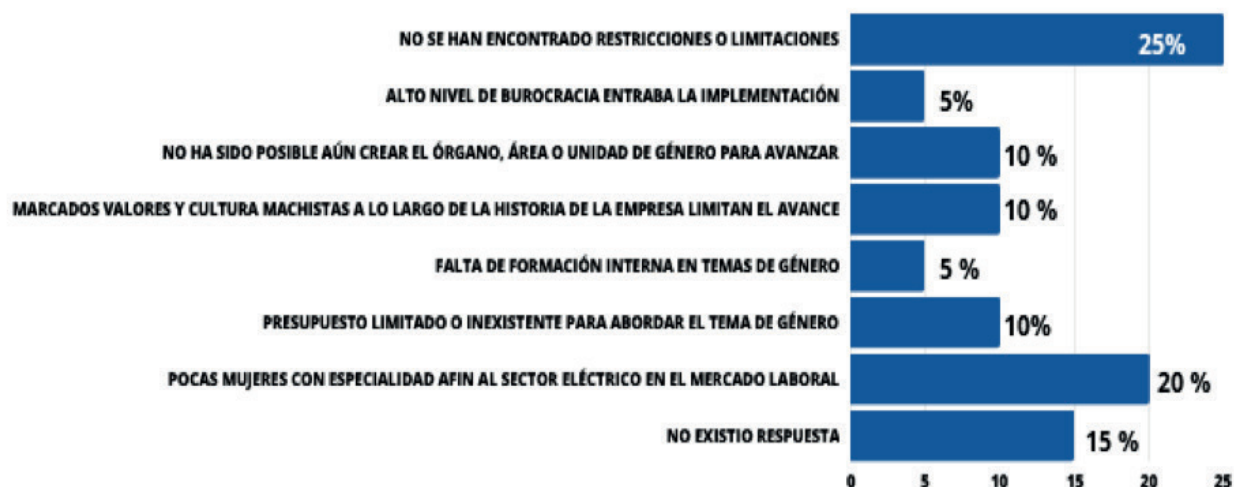 NO SE HAN ENCONTRADO RESTRICCIONES O LIMITACIONES 25%
ALTO NIVEL DE BUROCRACIA ENTRABA LA IMPLEMENTACIÓN 5%
NO HA SIDO POSIBLE AÚN CREAR EL ÓRGANO, ÁREA O UNIDAD DE GÉNERO PARA AVANZAR 10 %
MARCADOS VALORES Y CULTURA MACHISTAS A LO LARGO DE LA HISTORIA DE LA EMPRESA LIMITAN EL AVANCE 10 %
FALTA DE FORMACIÓN INTERNA EN TEMAS DE GÉNERO 5 %
PRESUPUESTO LIMITADO O INEXISTENTE PARA ABORDAR EL TEMA DE GÉNERO 10%
POCAS MUJERES CON ESPECIALIDAD AFIN AL SECTOR ELÉCTRICO EN EL MERCADO LABORAL 20 %
NO EXISTIO RESPUESTA 15 %
0 5 10 15 20 25